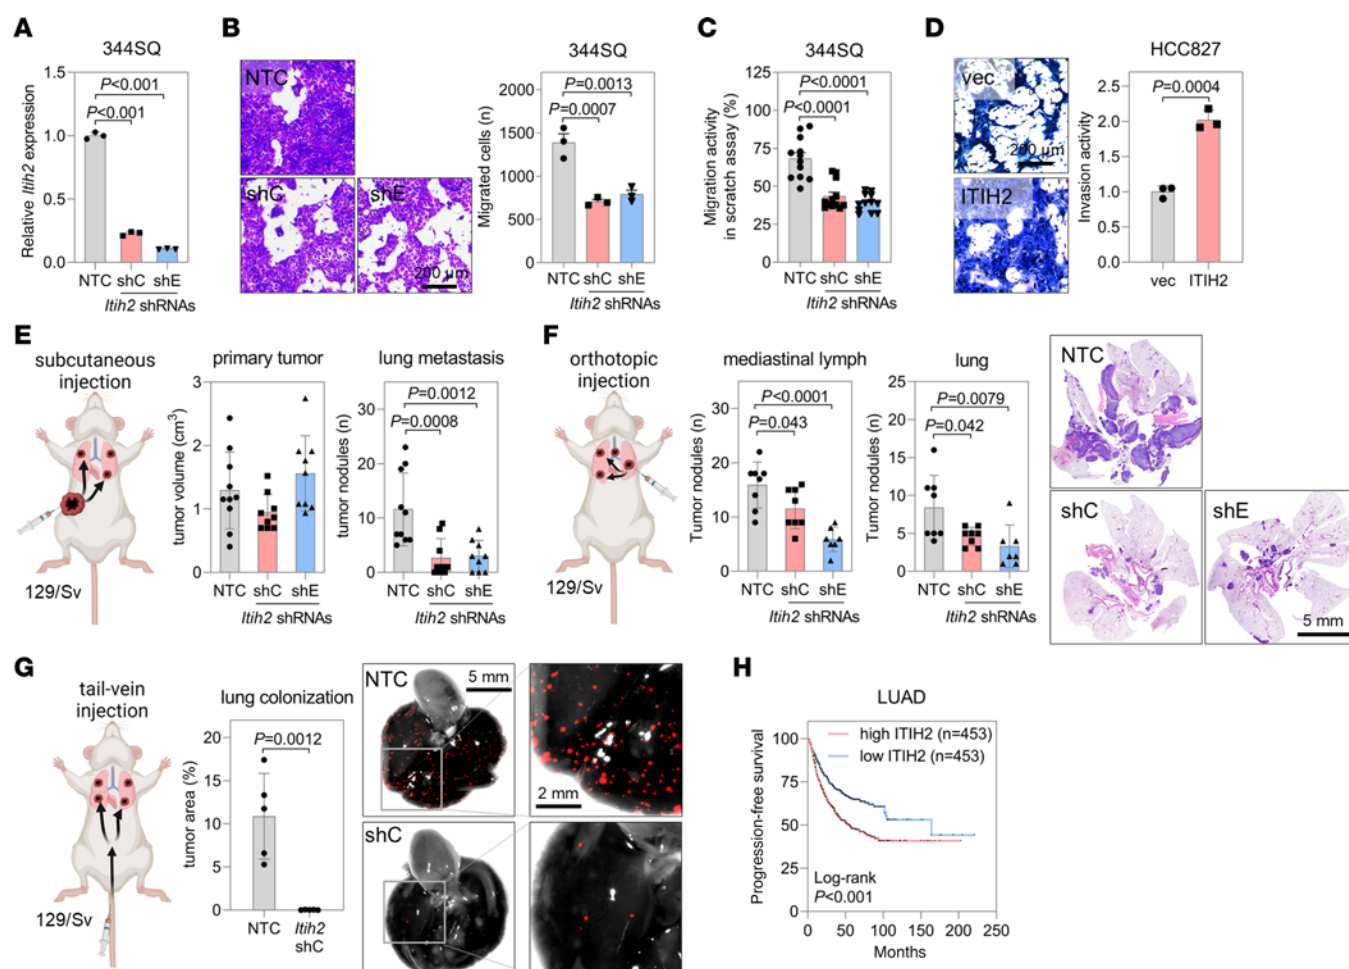 A
344SQ
Relative Itih2 expression
1.5
1.0
0.5
0.0
P<0.001
P<0.001
NTC shC shE
Itih2 shRNAs
B
NTC
shC
shE
200 μm
344SQ
Migrated cells (n)
2000
1500
1000
500
0
P=0.0013
P=0.0007
NTC shC shE
Itih2 shRNAs
C
344SQ
Migration activity
in scratch assay (%)
125
100
75
50
25
0
P<0.0001
P<0.0001
NTC shC shE
Itih2 shRNAs
D
vec
200 μm
ITIH2
HCC827
Invasion activity
2.5
2.0
1.5
1.0
0.5
0.0
P=0.0004
vec ITIH2
E
subcutaneous
injection
129/Sv
primary tumor
tumor volume (cm³)
3
2
1
0
NTC shC shE
Itih2 shRNAs
lung metastasis
tumor nodules (n)
30
20
10
0
P=0.0012
P=0.0008
NTC shC shE
Itih2 shRNAs
F
orthotopic
injection
129/Sv
mediastinal lymph
Tumor nodules (n)
30
20
10
0
P<0.0001
P=0.043
NTC shC shE
Itih2 shRNAs
lung
Tumor nodules (n)
25
20
15
10
5
0
P=0.0079
P=0.042
NTC shC shE
Itih2 shRNAs
NTC
shC
shE
5 mm
G
tail-vein
injection
129/Sv
lung colonization
tumor area (%)
20
15
10
5
0
P=0.0012
NTC Itih2
shC
NTC
5 mm
2 mm
shC
H
LUAD
Progression-free survival
100
75
50
25
0
high ITIH2 (n=453)
low ITIH2 (n=453)
Log-rank
P<0.001
0 50 100 150 200 250
Months